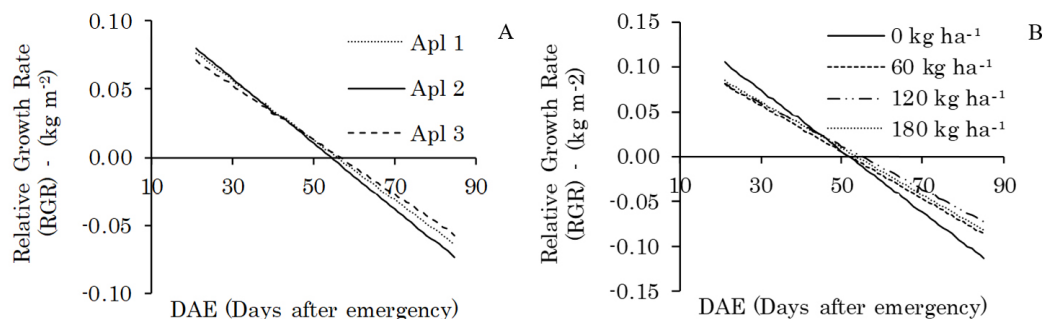 Relative Growth Rate
(RGR) - (kg m⁻²)
0.10
0.05
0.00
-0.05
-0.10
10
30
50
70
90
Apl 1
Apl 2
Apl 3
A
DAE (Days after emergency)
Relative Growth Rate
(RGR) - (kg m-2)
0.15
0.10
0.05
0.00
-0.05
-0.10
-0.15
10
30
50
70
90
0 kg ha⁻¹
60 kg ha⁻¹
120 kg ha⁻¹
180 kg ha⁻¹
B
DAE (Days after emergency)